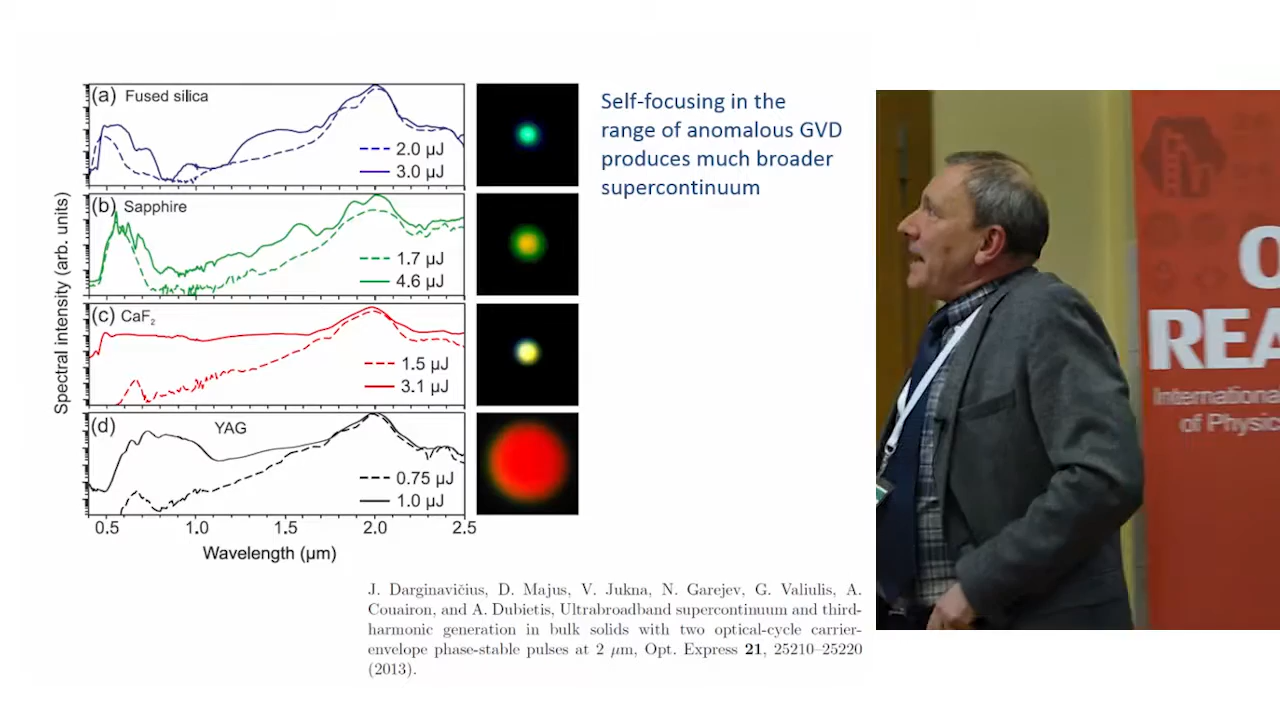 (a) Fused silica
2.0 µJ
3.0 µJ
(b) Sapphire
1.7 µJ
4.6 µJ
(c) CaF₂
1.5 µJ
3.1 µJ
(d) YAG
0.75 µJ
1.0 µJ
Spectral intensity (arb. units)
0.5 1.0 1.5 2.0 2.5
Wavelength (µm)
Self-focusing in the
range of anomalous GVD
produces much broader
supercontinuum
J. Darginavičius, D. Majus, V. Jukna, N. Garejev, G. Valiulis, A.
Couairon, and A. Dubietis, Ultrabroadband supercontinuum and third-
harmonic generation in bulk solids with two optical-cycle carrier-
envelope phase-stable pulses at 2 µm, Opt. Express 21, 25210–25220
(2013).
O
REA
International
of Physic